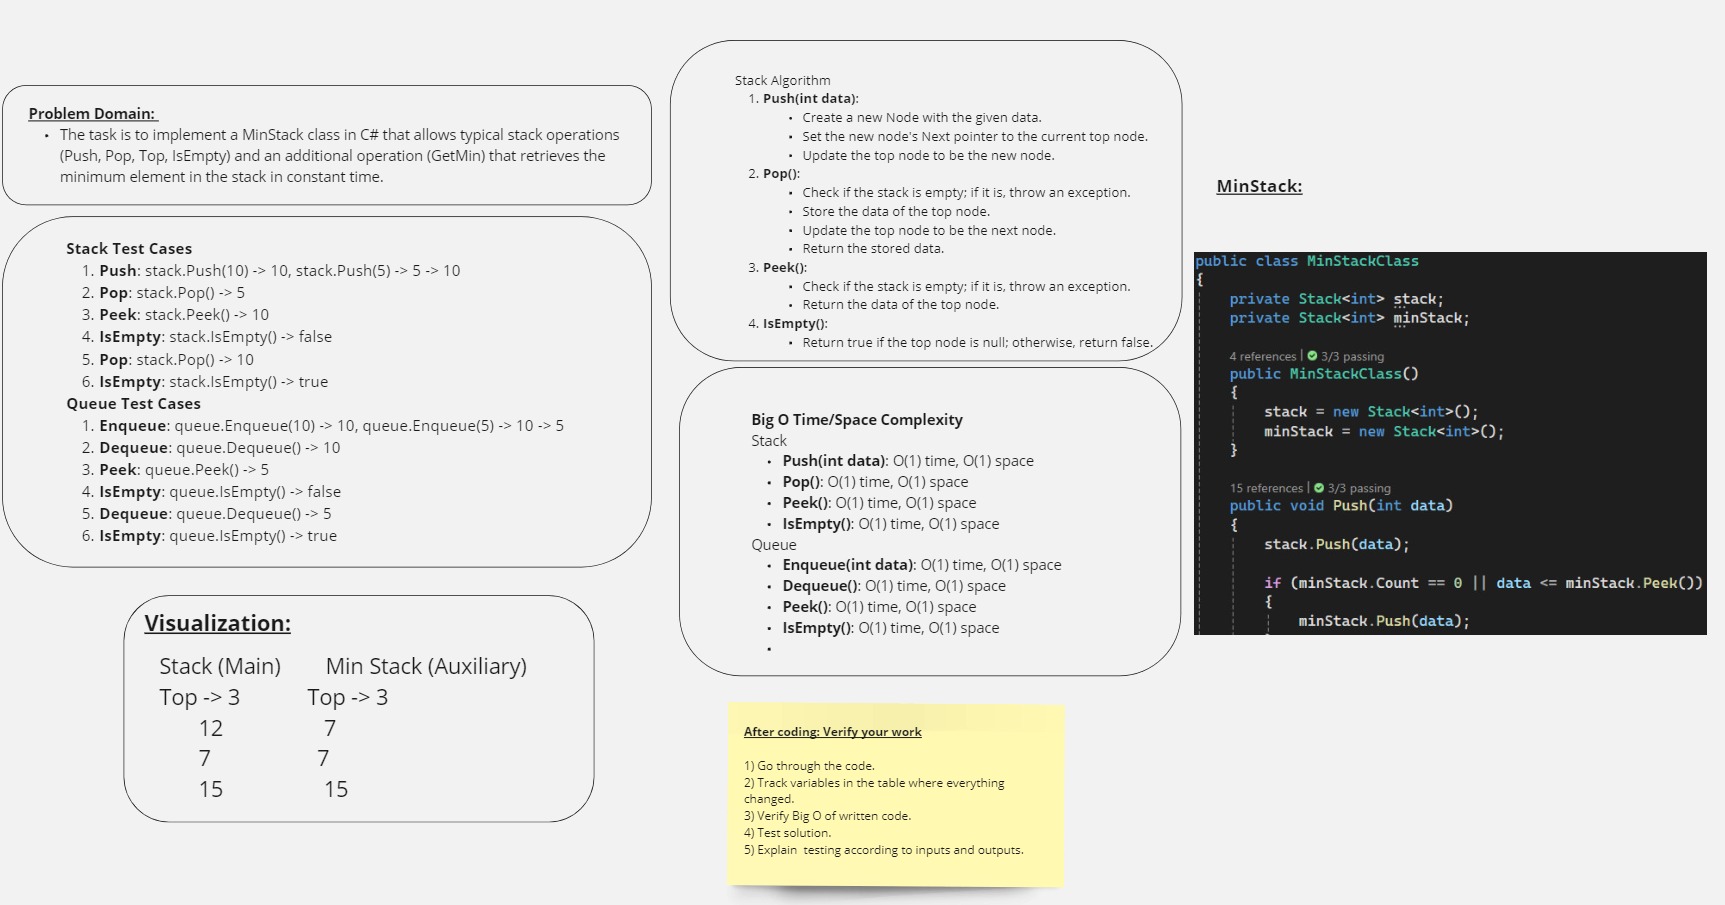 Problem Domain:
• The task is to implement a MinStack class in C# that allows typical stack operations
(Push, Pop, Top, IsEmpty) and an additional operation (GetMin) that retrieves the
minimum element in the stack in constant time.
Stack Test Cases
1. Push: stack.Push(10) -> 10, stack.Push(5) -> 5 -> 10
2. Pop: stack.Pop() -> 5
3. Peek: stack.Peek() -> 10
4. IsEmpty: stack.IsEmpty() -> false
5. Pop: stack.Pop() -> 10
6. IsEmpty: stack.IsEmpty() -> true
Queue Test Cases
1. Enqueue: queue.Enqueue(10) -> 10, queue.Enqueue(5) -> 10 -> 5
2. Dequeue: queue.Dequeue() -> 10
3. Peek: queue.Peek() -> 5
4. IsEmpty: queue.IsEmpty() -> false
5. Dequeue: queue.Dequeue() -> 5
6. IsEmpty: queue.IsEmpty() -> true
Visualization:
Stack (Main) Min Stack (Auxiliary)
Top -> 3 Top -> 3
12 7
7 7
15 15
Stack Algorithm
1. Push(int data):
• Create a new Node with the given data.
• Set the new node's Next pointer to the current top node.
• Update the top node to be the new node.
2. Pop():
• Check if the stack is empty; if it is, throw an exception.
• Store the data of the top node.
• Update the top node to be the next node.
• Return the stored data.
3. Peek():
• Check if the stack is empty; if it is, throw an exception.
• Return the data of the top node.
4. IsEmpty():
• Return true if the top node is null; otherwise, return false.
Big O Time/Space Complexity
Stack
• Push(int data): O(1) time, O(1) space
• Pop(): O(1) time, O(1) space
• Peek(): O(1) time, O(1) space
• IsEmpty(): O(1) time, O(1) space
Queue
• Enqueue(int data): O(1) time, O(1) space
• Dequeue(): O(1) time, O(1) space
• Peek(): O(1) time, O(1) space
• IsEmpty(): O(1) time, O(1) space
•
After coding: Verify your work
1) Go through the code.
2) Track variables in the table where everything
changed.
3) Verify Big O of written code.
4) Test solution.
5) Explain testing according to inputs and outputs.
MinStack:
public class MinStackClass
{
private Stack<int> stack;
private Stack<int> minStack;
4 references | 3/3 passing
public MinStackClass()
{
stack = new Stack<int>();
minStack = new Stack<int>();
}
15 references | 3/3 passing
public void Push(int data)
{
stack.Push(data);
if (minStack.Count == 0 || data <= minStack.Peek())
{
minStack.Push(data);